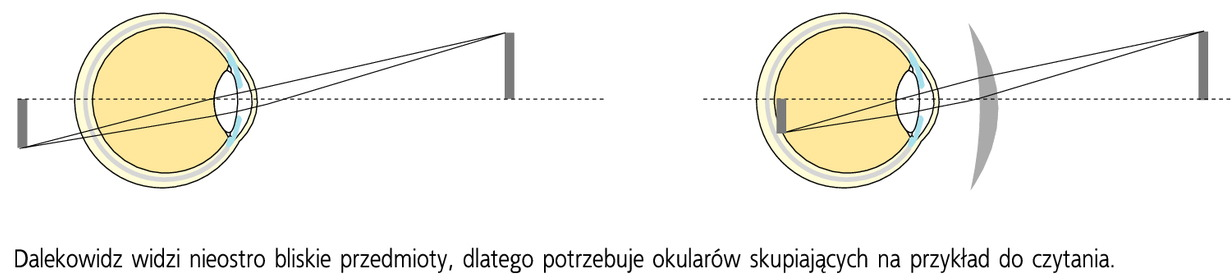 Dalekowidz widzi nieostro bliskie przedmioty, dlatego potrzebuje okularów skupiających na przykład do czytania.